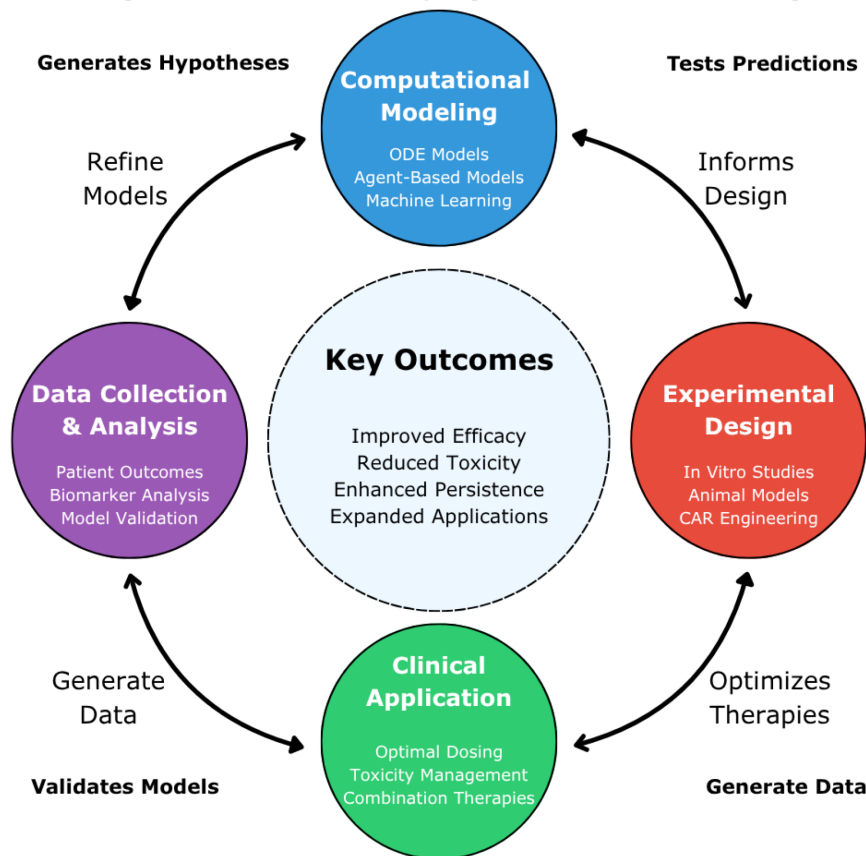 Generates Hypotheses
Tests Predictions
Computational
Modeling
ODE Models
Agent-Based Models
Machine Learning
Refine
Models
Informs
Design
Key Outcomes
Improved Efficacy
Reduced Toxicity
Enhanced Persistence
Expanded Applications
Data Collection
& Analysis
Patient Outcomes
Biomarker Analysis
Model Validation
Experimental
Design
In Vitro Studies
Animal Models
CAR Engineering
Generate
Data
Optimizes
Therapies
Clinical
Application
Optimal Dosing
Toxicity Management
Combination Therapies
Validates Models
Generate Data